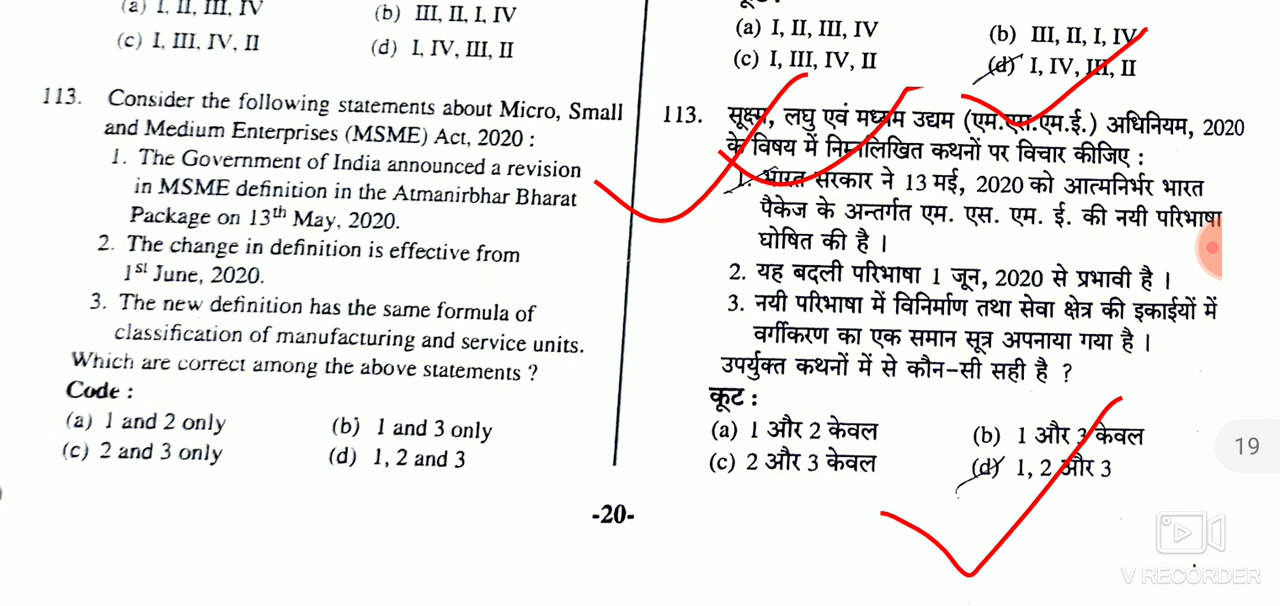 (a) I, II, III, IV
(b) III, II, I, IV
(c) I, III, IV, II
(d) I, IV, III, II
113. Consider the following statements about Micro, Small
and Medium Enterprises (MSME) Act, 2020 :
1. The Government of India announced a revision
in MSME definition in the Atmanirbhar Bharat
Package on 13th May, 2020.
2. The change in definition is effective from
1st June, 2020.
3. The new definition has the same formula of
classification of manufacturing and service units.
Which are correct among the above statements ?
Code :
(a) 1 and 2 only
(b) 1 and 3 only
(c) 2 and 3 only
(d) 1, 2 and 3
कूट :
(a) I, II, III, IV
(b) III, II, I, IV
(c) I, III, IV, II
(d) I, IV, III, II
113. सूक्ष्म, लघु एवं मध्यम उद्यम (एम.एस.एम.ई.) अधिनियम, 2020
के विषय में निम्नलिखित कथनों पर विचार कीजिए :
1. भारत सरकार ने 13 मई, 2020 को आत्मनिर्भर भारत
पैकेज के अन्तर्गत एम. एस. एम. ई. की नयी परिभाषा
घोषित की है ।
2. यह बदली परिभाषा 1 जून, 2020 से प्रभावी है ।
3. नयी परिभाषा में विनिर्माण तथा सेवा क्षेत्र की इकाईयों में
वर्गीकरण का एक समान सूत्र अपनाया गया है ।
उपर्युक्त कथनों में से कौन-सी सही है ?
कूट :
(a) 1 और 2 केवल
(b) 1 और 3 केवल
(c) 2 और 3 केवल
(d) 1, 2 और 3
-20-
19
V RECORDER